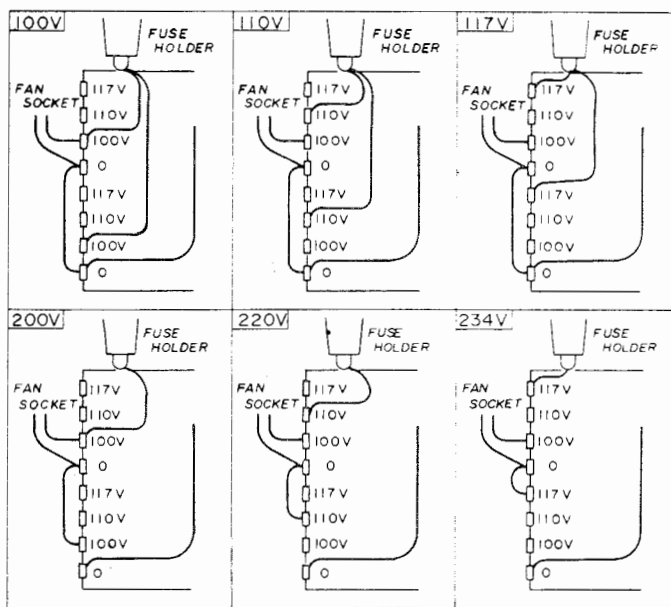 100V
FUSE
HOLDER
FAN
SOCKET
117V
110V
100V
0
117V
110V
100V
0
110V
FUSE
HOLDER
FAN
SOCKET
117V
110V
100V
0
117V
110V
100V
0
117V
FUSE
HOLDER
FAN
SOCKET
117V
110V
100V
0
117V
110V
100V
0
200V
FUSE
HOLDER
FAN
SOCKET
117V
110V
100V
0
117V
110V
100V
0
220V
FUSE
HOLDER
FAN
SOCKET
117V
110V
100V
0
117V
110V
100V
0
234V
FUSE
HOLDER
FAN
SOCKET
117V
110V
100V
0
117V
110V
100V
0